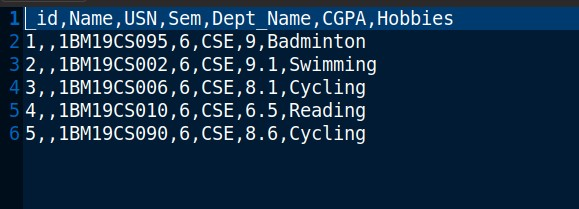 1 _id,Name,USN,Sem,Dept_Name,CGPA,Hobbies
2 1,,1BM19CS095,6,CSE,9,Badminton
3 2,,1BM19CS002,6,CSE,9.1,Swimming
4 3,,1BM19CS006,6,CSE,8.1,Cycling
5 4,,1BM19CS010,6,CSE,6.5,Reading
6 5,,1BM19CS090,6,CSE,8.6,Cycling